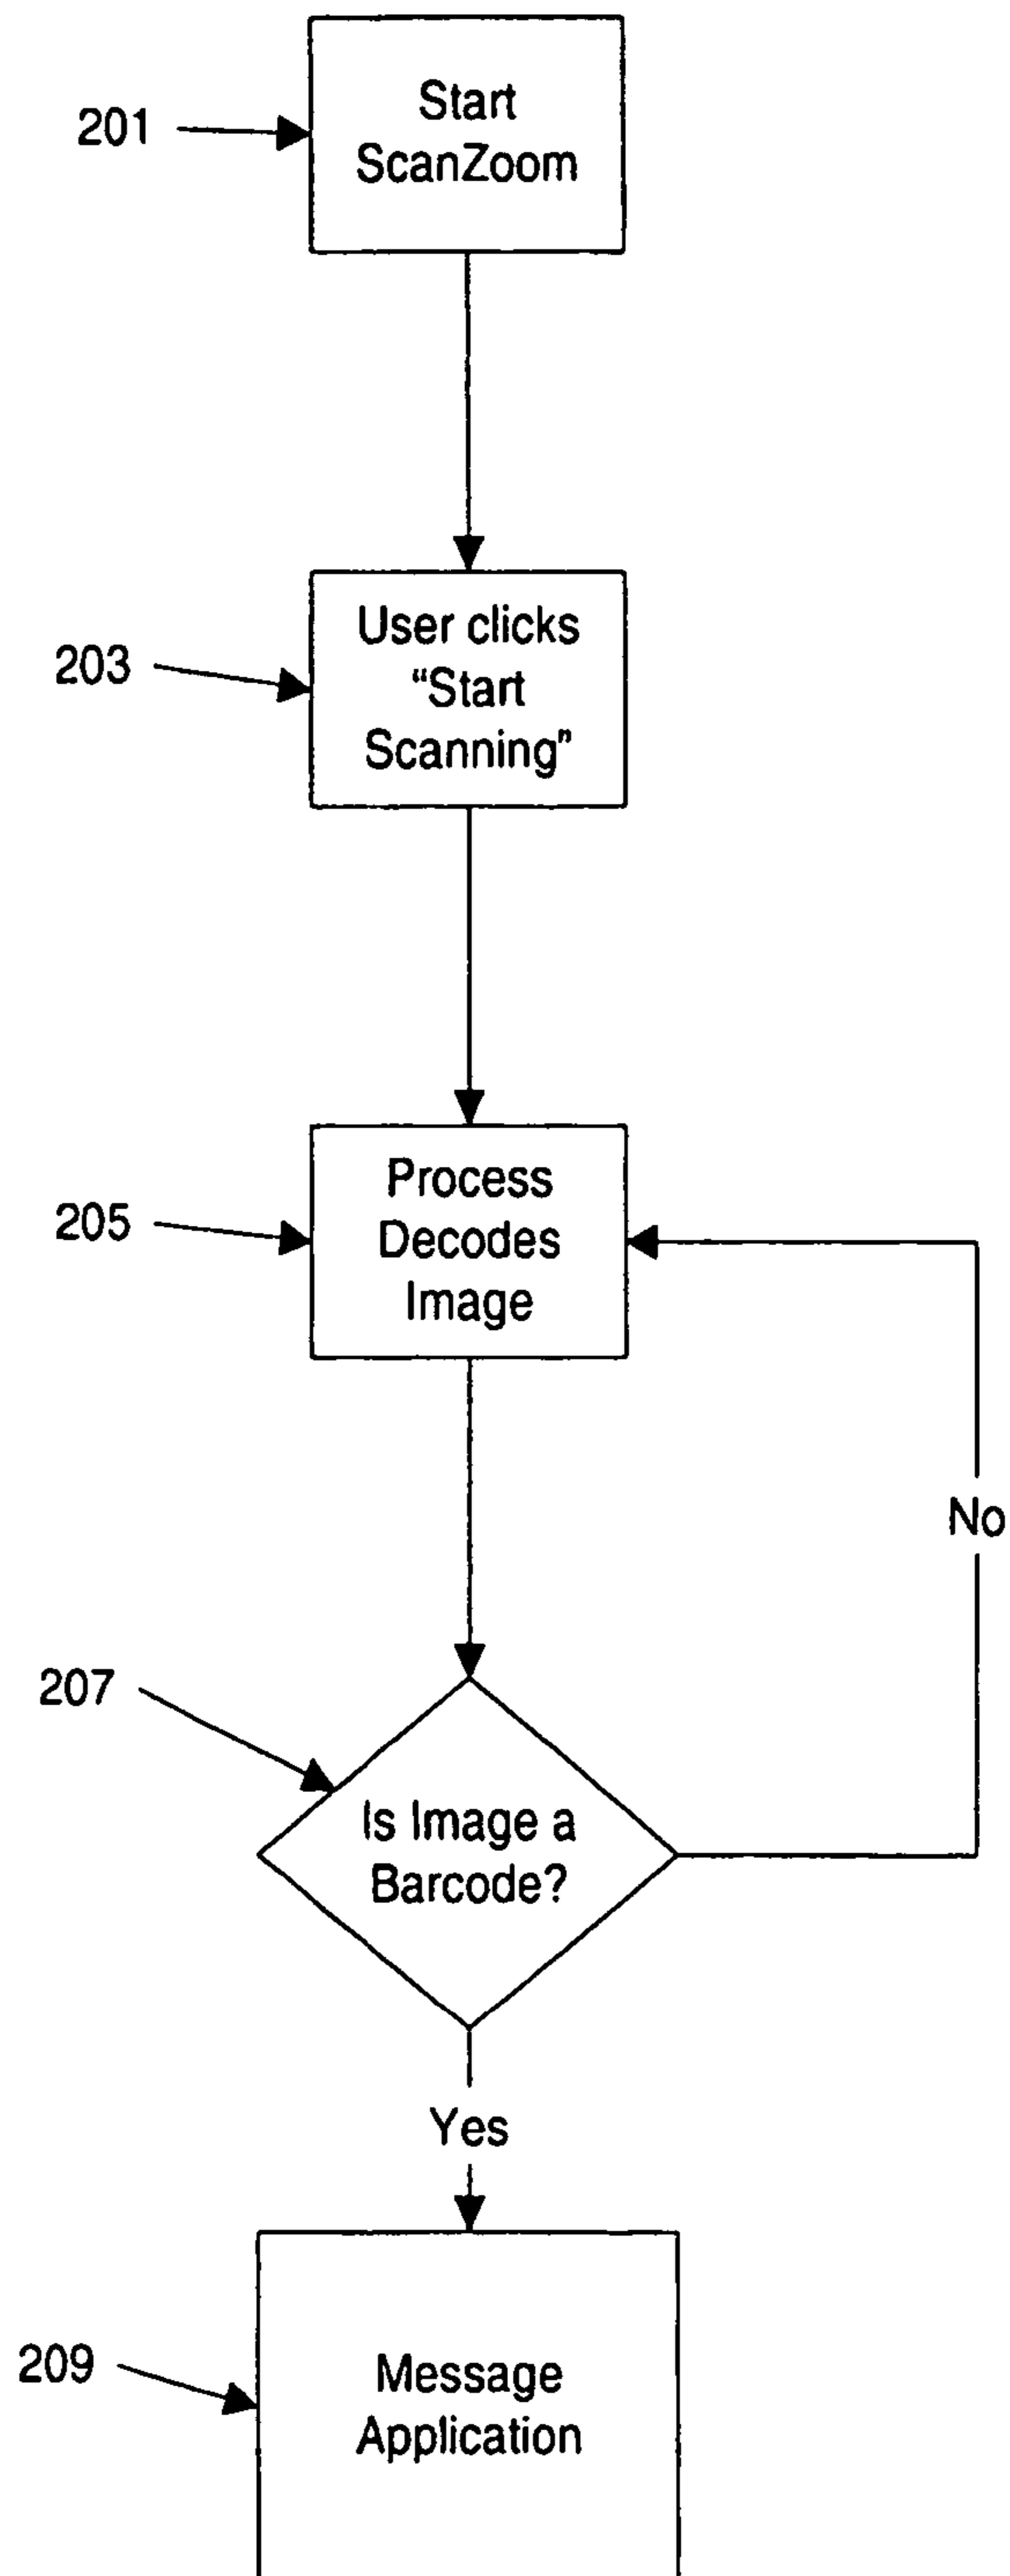 201
Start
ScanZoom
203
User clicks
“Start
Scanning”
205
Process
Decodes
Image
No
207
Is Image a
Barcode?
Yes
209
Message
Application